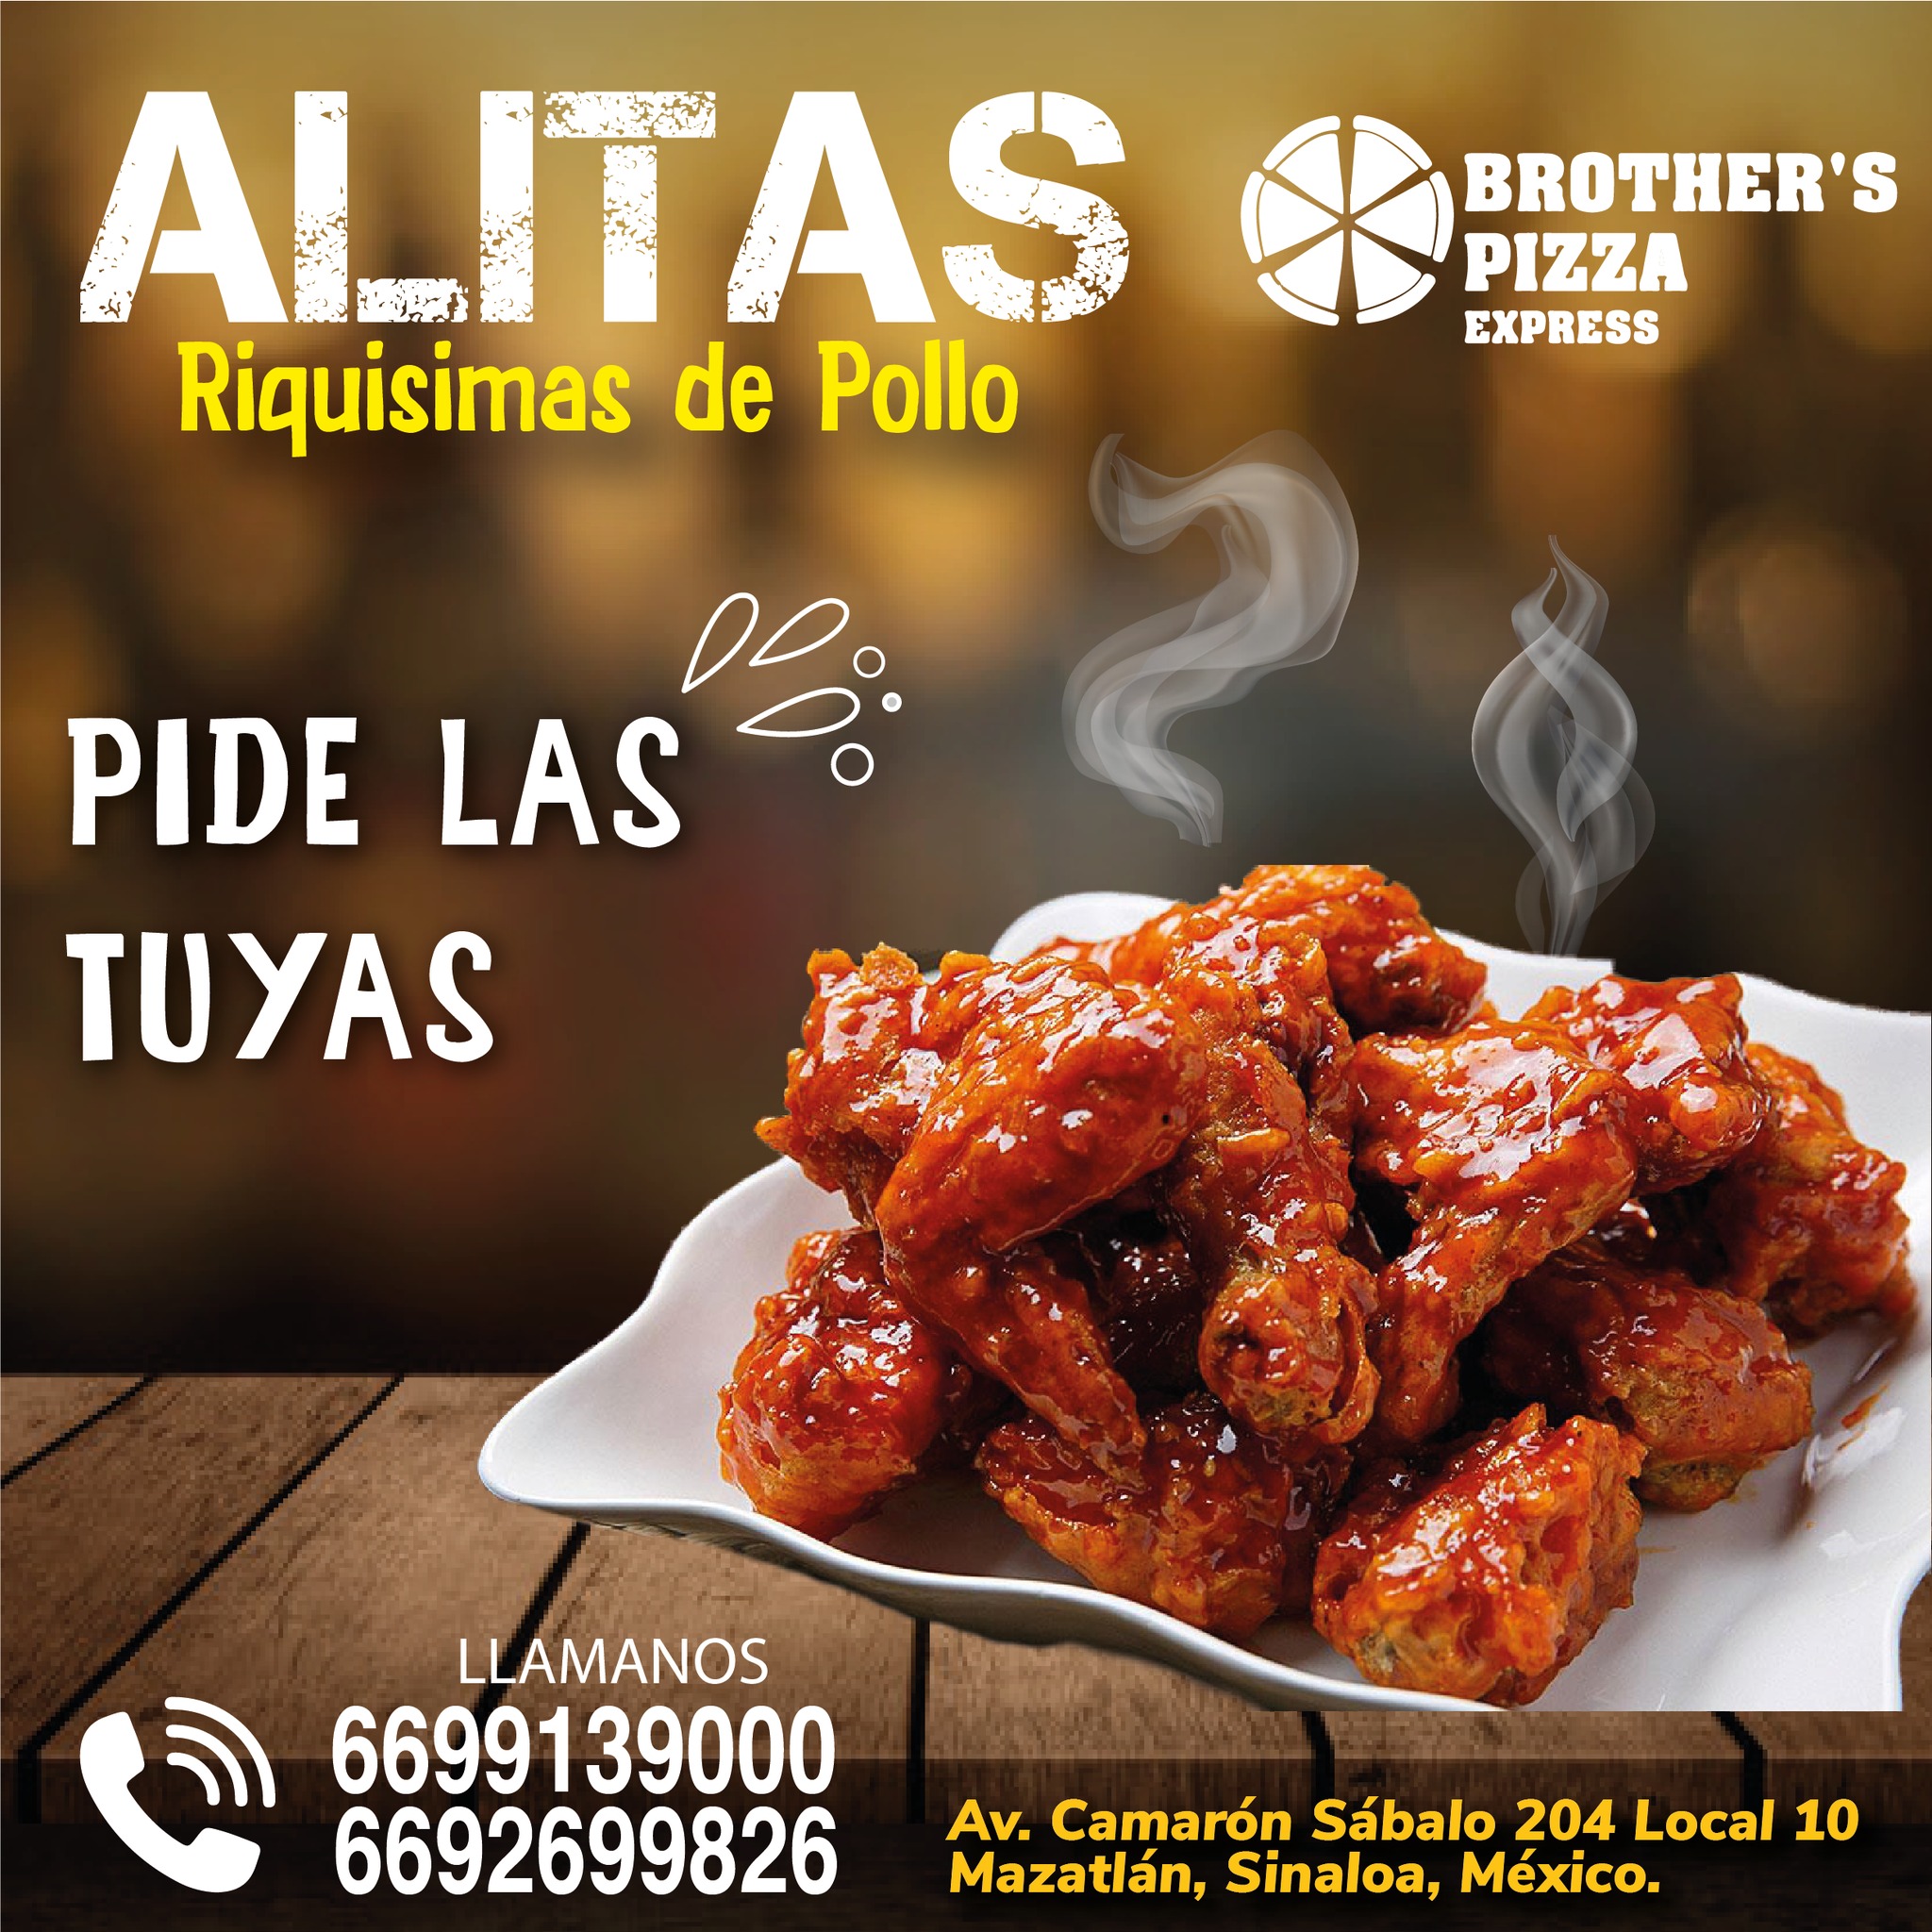 ALITAS
Riquisimas de Pollo
BROTHER'S
PIZZA
EXPRESS
PIDE LAS
TUYAS
LLAMANOS
6699139000
6692699826
Av. Camarón Sábalo 204 Local 10
Mazatlán, Sinaloa, México.